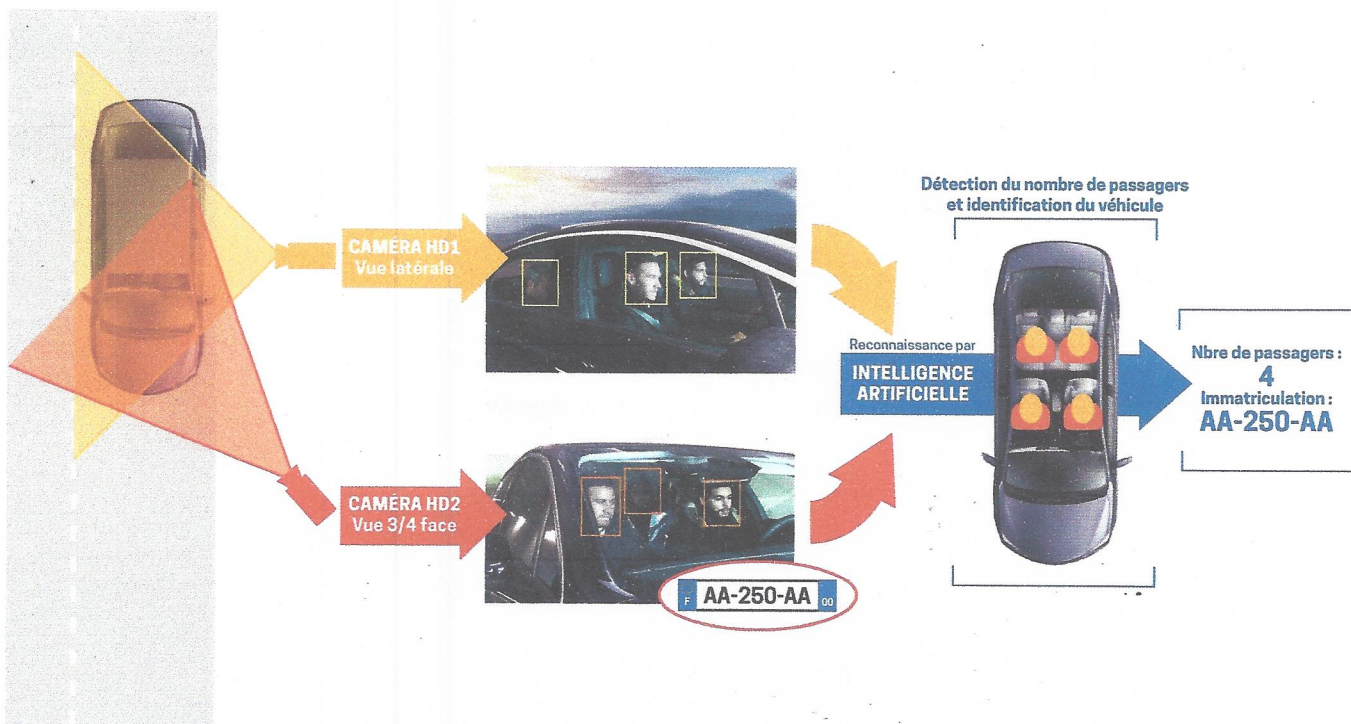 CAMÉRA HD1
Vue latérale
CAMÉRA HD2
Vue 3/4 face
F AA-250-AA 00
Reconnaissance par
INTELLIGENCE
ARTIFICIELLE
Détection du nombre de passagers
et identification du véhicule
Nbre de passagers :
4
Immatriculation :
AA-250-AA